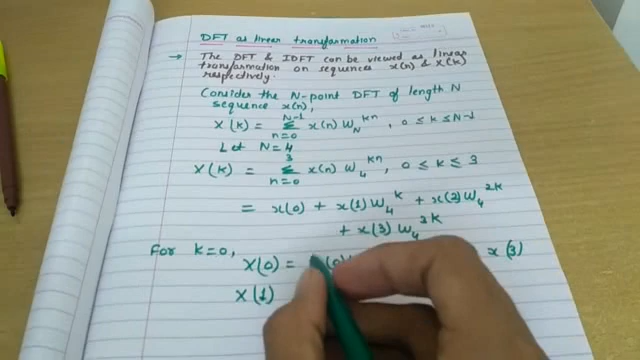 DFT as linear transformation
→ The DFT & IDFT can be viewed as linear
transformation on sequences x(n) & X(k)
respectively.
Consider the N-point DFT of length N
sequence x(n),
X(k) = Σ_{n=0}^{N-1} x(n) W_N^{kn} , 0 ≤ k ≤ N-1
Let N=4
X(k) = Σ_{n=0}^{3} x(n) W_4^{kn} , 0 ≤ k ≤ 3
= x(0) + x(1) W_4^{k} + x(2) W_4^{2k}
+ x(3) W_4^{3k}
For k=0, X(0) = x(0) x(3)
X(1)